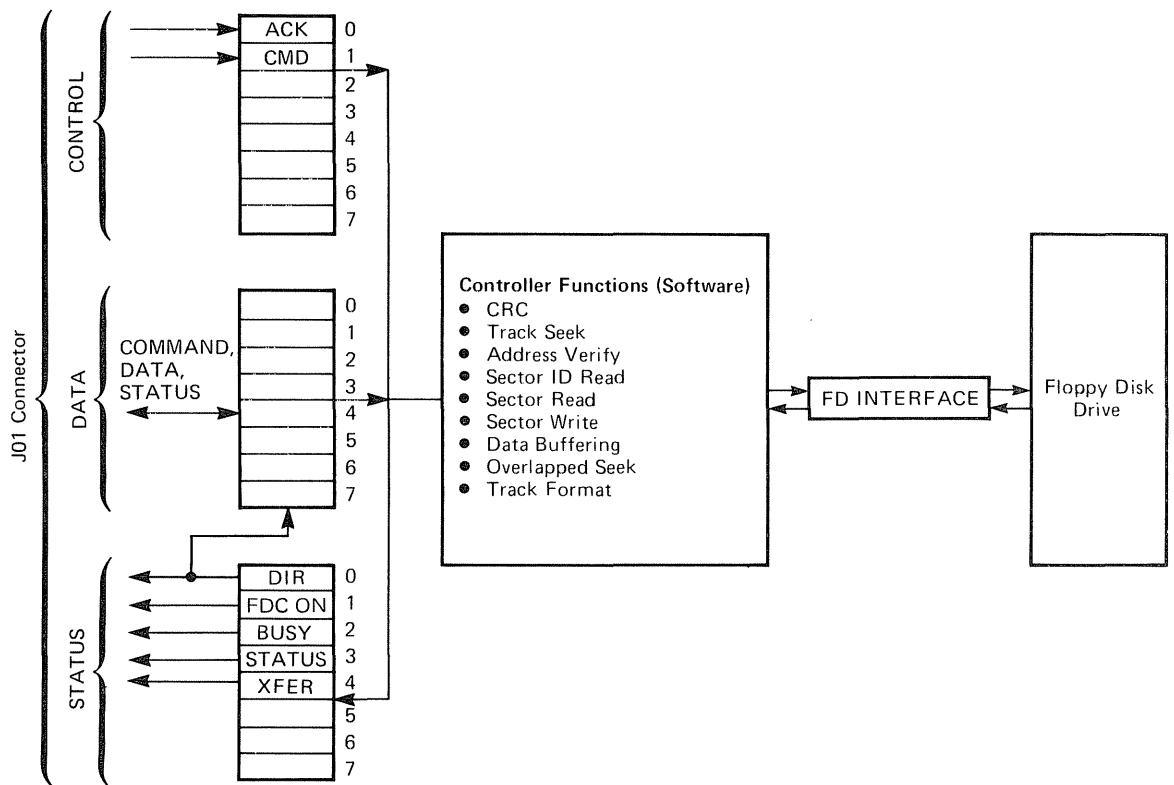 J01 Connector
CONTROL
ACK 0
CMD 1
2
3
4
5
6
7
DATA
COMMAND,
DATA,
STATUS
0
1
2
3
4
5
6
7
STATUS
DIR 0
FDC ON 1
BUSY 2
STATUS 3
XFER 4
5
6
7
Controller Functions (Software)
● CRC
● Track Seek
● Address Verify
● Sector ID Read
● Sector Read
● Sector Write
● Data Buffering
● Overlapped Seek
● Track Format
FD INTERFACE
Floppy Disk
Drive